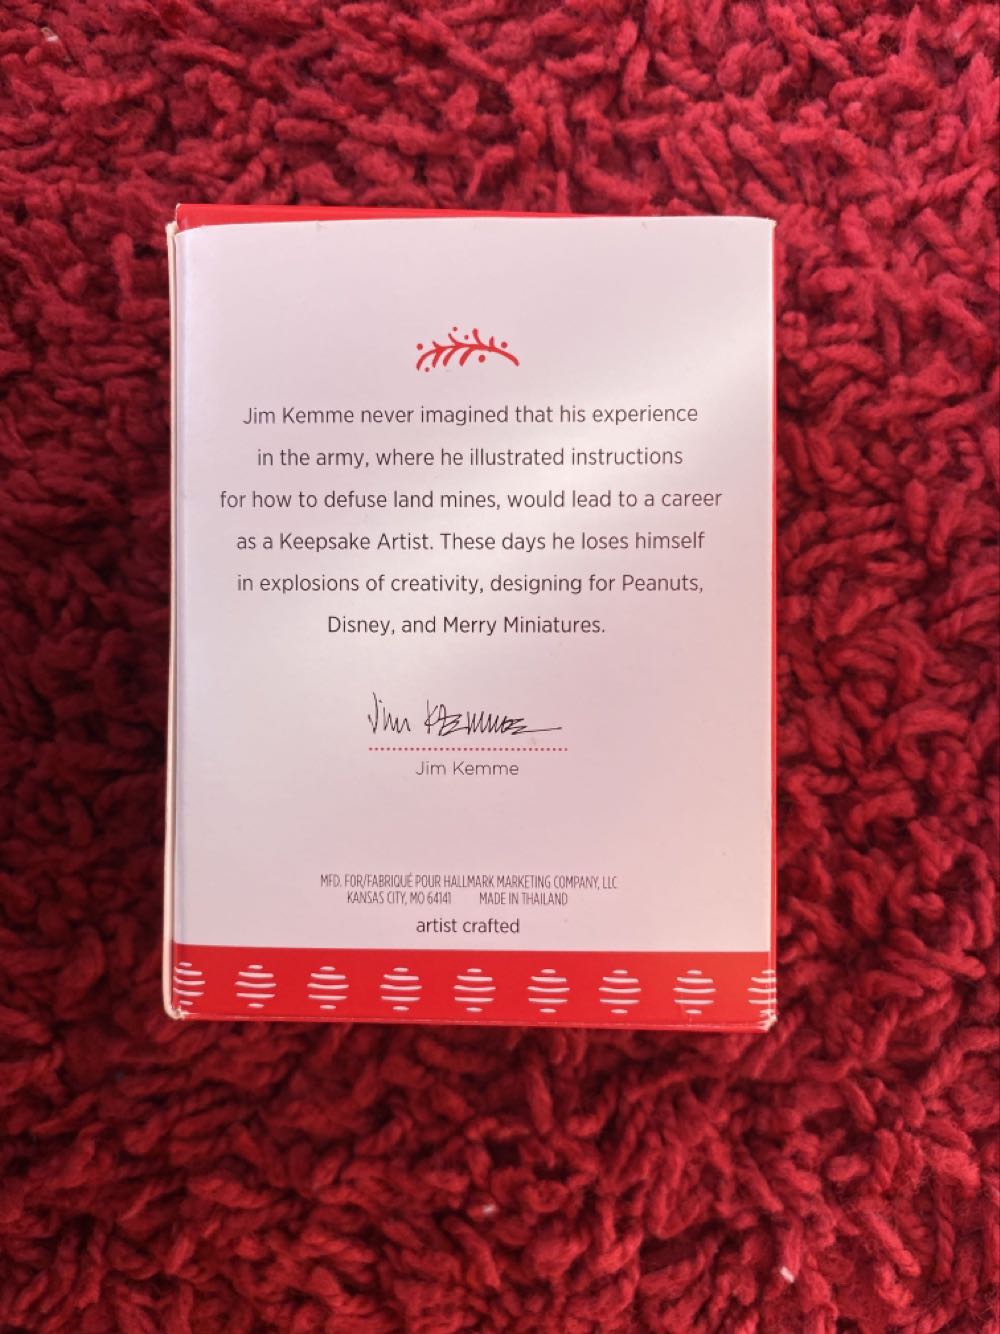 Jim Kemme never imagined that his experience
in the army, where he illustrated instructions
for how to defuse land mines, would lead to a career
as a Keepsake Artist. These days he loses himself
in explosions of creativity, designing for Peanuts,
Disney, and Merry Miniatures.
Jim Kemme
Jim Kemme
MFD. FOR/FABRIQUÉ POUR HALLMARK MARKETING COMPANY, LLC
KANSAS CITY, MO 64141 MADE IN THAILAND
artist crafted